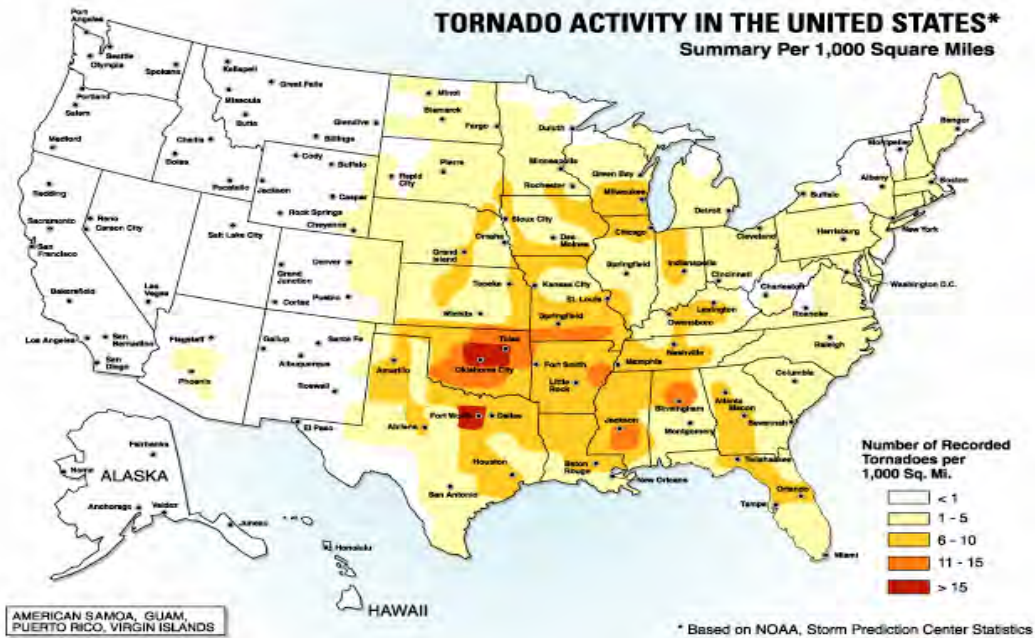 TORNADO ACTIVITY IN THE UNITED STATES*
Summary Per 1,000 Square Miles
Port
Angeles
Seattle
Olympia
Spokane
Portland
Salem
Medford
Kalispell
Great Falls
Missoula
Butte
Glendive
Billings
Challis
Boise
Pocatello
Cody
Buffalo
Jackson
Casper
Rock Springs
Cheyenne
Minot
Bismarck
Fargo
Pierre
Rapid
City
Duluth
Minneapolis
Rochester
Green Bay
Milwaukee
Detroit
Chicago
Sioux City
Omaha
Des
Moines
Grand
Island
Redding
Reno
Carson City
Sacramento
San
Francisco
Salt Lake City
Las
Vegas
Bakersfield
Los Angeles
San
Bernardino
San
Diego
Denver
Grand
Junction
Pueblo
Cortez
Flagstaff
Phoenix
Gallup
Santa Fe
Albuquerque
Roswell
El Paso
Topeka
Wichita
Kansas City
St. Louis
Springfield
Springfield
Indianapolis
Cincinnati
Cleveland
Buffalo
Albany
Montpelier
Bangor
Boston
New York
Harrisburg
Washington D.C.
Charleston
Roanoke
Lexington
Owensboro
Nashville
Memphis
Raleigh
Columbia
Atlanta
Macon
Savannah
Birmingham
Montgomery
Tallahassee
Orlando
Tampa
Miami
Tulsa
Oklahoma City
Amarillo
Fort Smith
Little
Rock
Fort Worth
Dallas
Abilene
Houston
San Antonio
Jackson
Baton
Rouge
New Orleans
Fairbanks
Nome
ALASKA
Anchorage
Valdez
Juneau
Honolulu
HAWAII
AMERICAN SAMOA, GUAM,
PUERTO RICO, VIRGIN ISLANDS
Number of Recorded
Tornadoes per
1,000 Sq. Mi.
< 1
1 - 5
6 - 10
11 - 15
> 15
* Based on NOAA, Storm Prediction Center Statistics